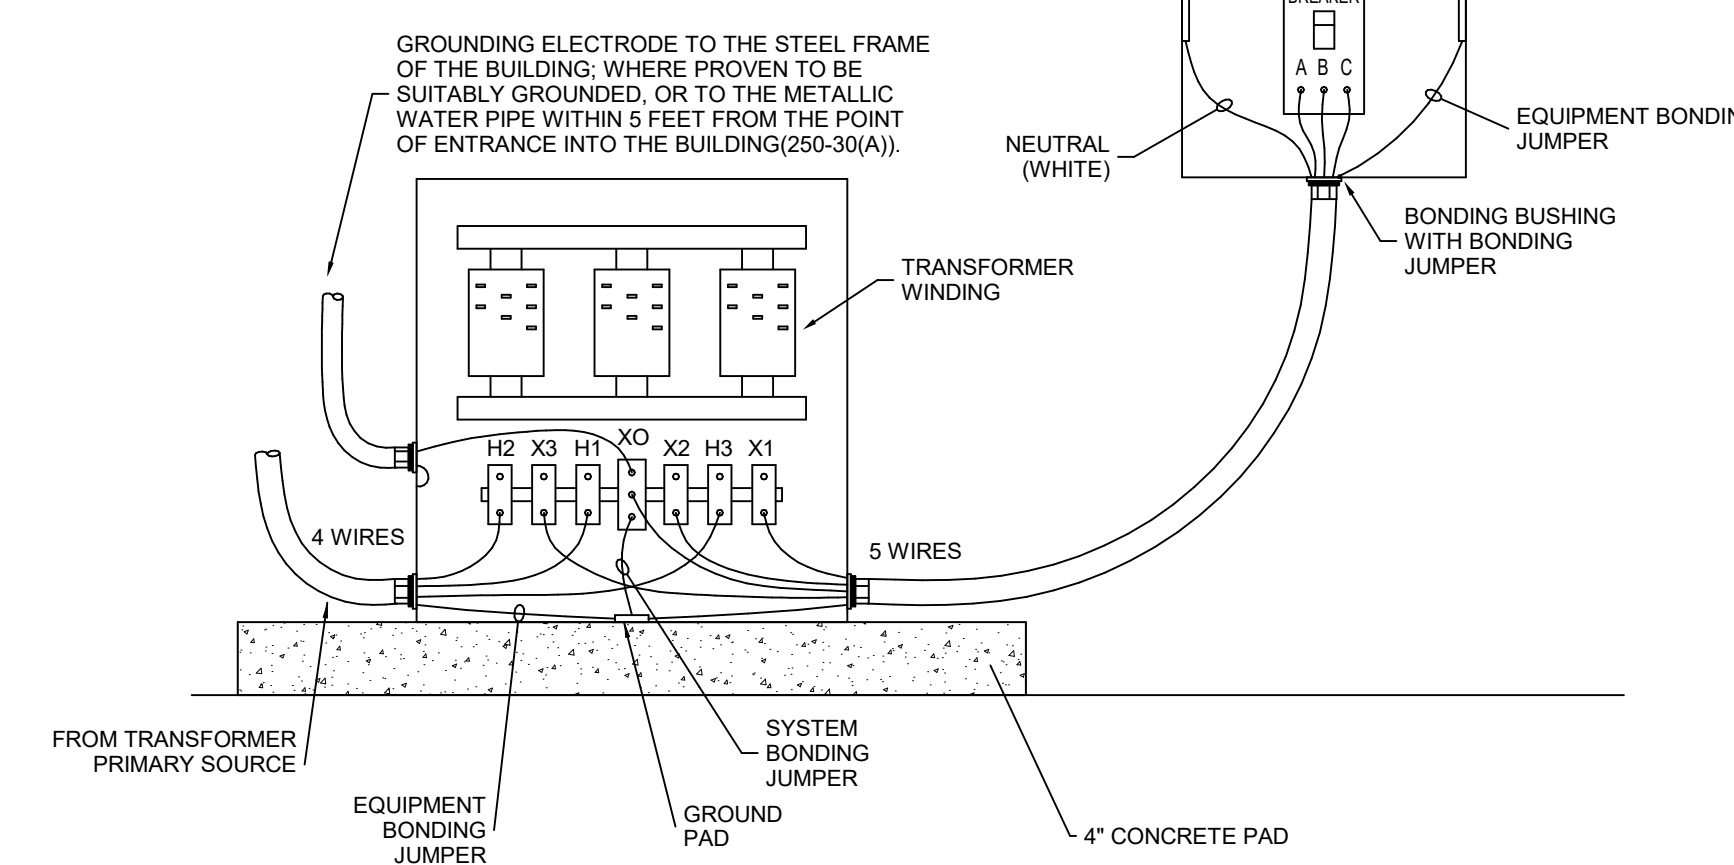 BREAKER
A B C
GROUNDING ELECTRODE TO THE STEEL FRAME
OF THE BUILDING; WHERE PROVEN TO BE
SUITABLY GROUNDED, OR TO THE METALLIC
WATER PIPE WITHIN 5 FEET FROM THE POINT
OF ENTRANCE INTO THE BUILDING(250-30(A)).
NEUTRAL
(WHITE)
EQUIPMENT BONDIN
JUMPER
BONDING BUSHING
WITH BONDING
JUMPER
TRANSFORMER
WINDING
H2 X3 H1 XO X2 H3 X1
4 WIRES
5 WIRES
FROM TRANSFORMER
PRIMARY SOURCE
EQUIPMENT
BONDING
JUMPER
GROUND
PAD
SYSTEM
BONDING
JUMPER
4" CONCRETE PAD